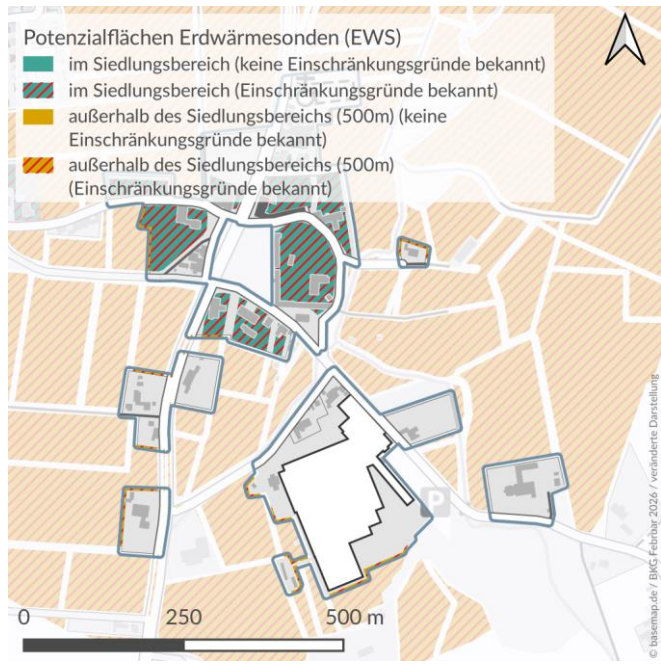 Potenzialflächen Erdwärmesonden (EWS)
im Siedlungsbereich (keine Einschränkungsgründe bekannt)
im Siedlungsbereich (Einschränkungsgründe bekannt)
außerhalb des Siedlungsbereichs (500m) (keine
Einschränkungsgründe bekannt)
außerhalb des Siedlungsbereichs (500m)
(Einschränkungsgründe bekannt)
P
0 250 500 m
© basemap.de / BKG Februar 2026 / veränderte Darstellung